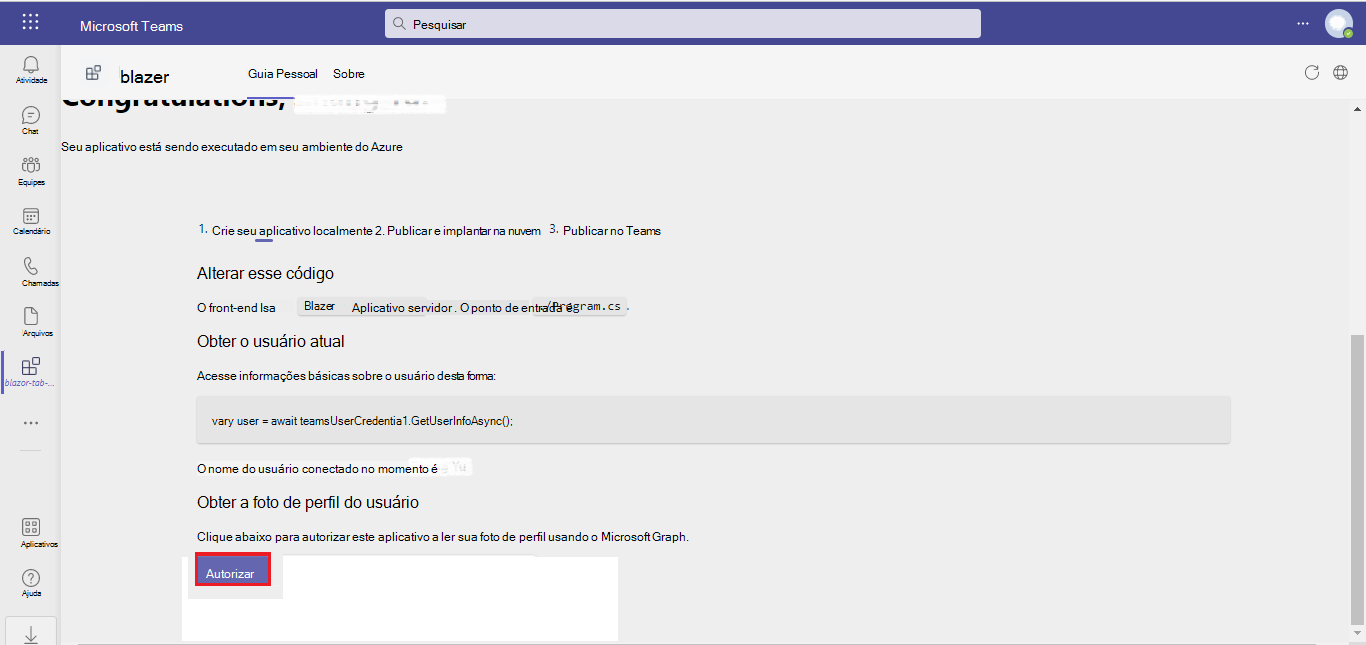 Microsoft Teams
Pesquisar
Atividade
Chat
Equipes
Calendário
Chamadas
Arquivos
blazor-tab-...
Aplicativos
Ajuda
blazer
Guia Pessoal Sobre
Congratulations,
Seu aplicativo está sendo executado em seu ambiente do Azure
1. Crie seu aplicativo localmente 2. Publicar e implantar na nuvem 3. Publicar no Teams
Alterar esse código
O front-end Isa Blazer Aplicativo servidor . O ponto de entrada é /Program.cs .
Obter o usuário atual
Acesse informações básicas sobre o usuário desta forma:
vary user = await teamsUserCredentia1.GetUserInfoAsync();
O nome do usuário conectado no momento é Yu
Obter a foto de perfil do usuário
Clique abaixo para autorizar este aplicativo a ler sua foto de perfil usando o Microsoft Graph.
Autorizar